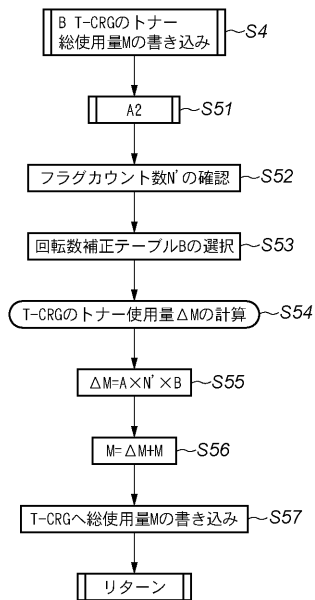 B T-CRGのトナー
総使用量Mの書き込み
S4
A2
S51
フラグカウント数N'の確認
S52
回転数補正テーブルBの選択
S53
T-CRGのトナー使用量ΔMの計算
S54
ΔM=A×N'×B
S55
M=ΔM+M
S56
T-CRGへ総使用量Mの書き込み
S57
リターン